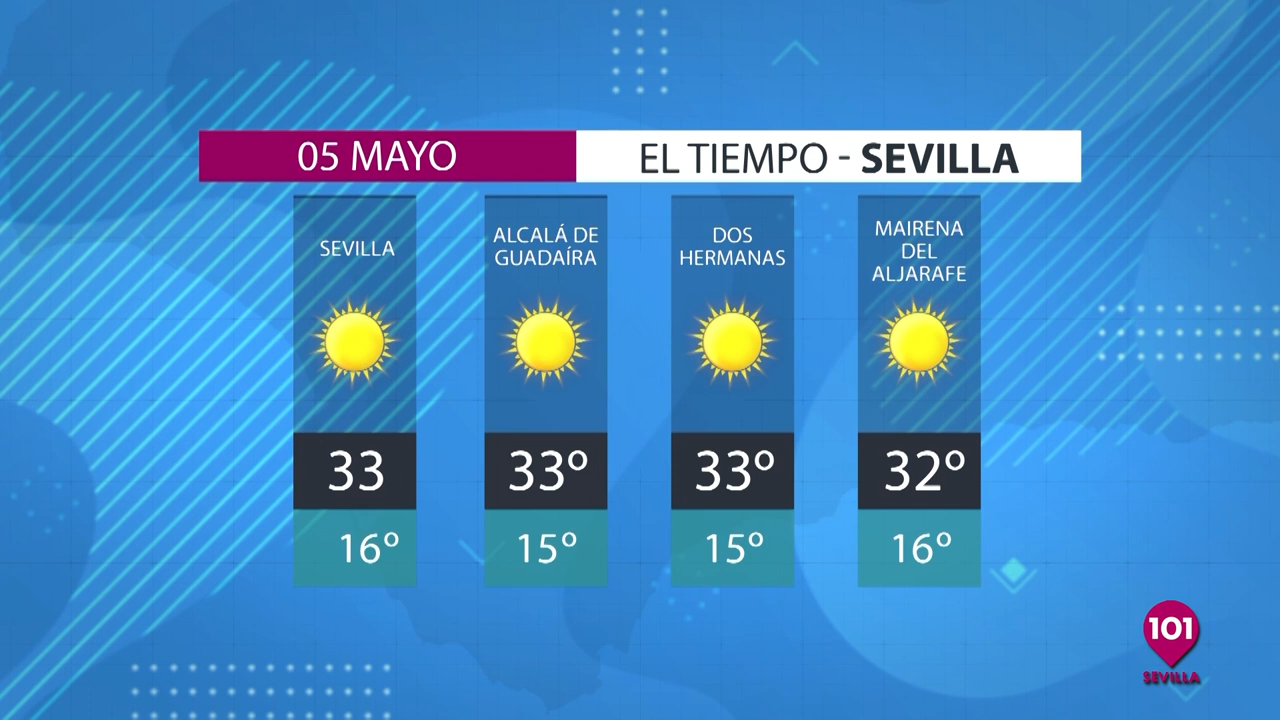 05 MAYO
EL TIEMPO - SEVILLA
SEVILLA
33
16º
ALCALÁ DE
GUADAÍRA
33º
15º
DOS
HERMANAS
33º
15º
MAIRENA
DEL
ALJARAFE
32º
16º
101
SEVILLA